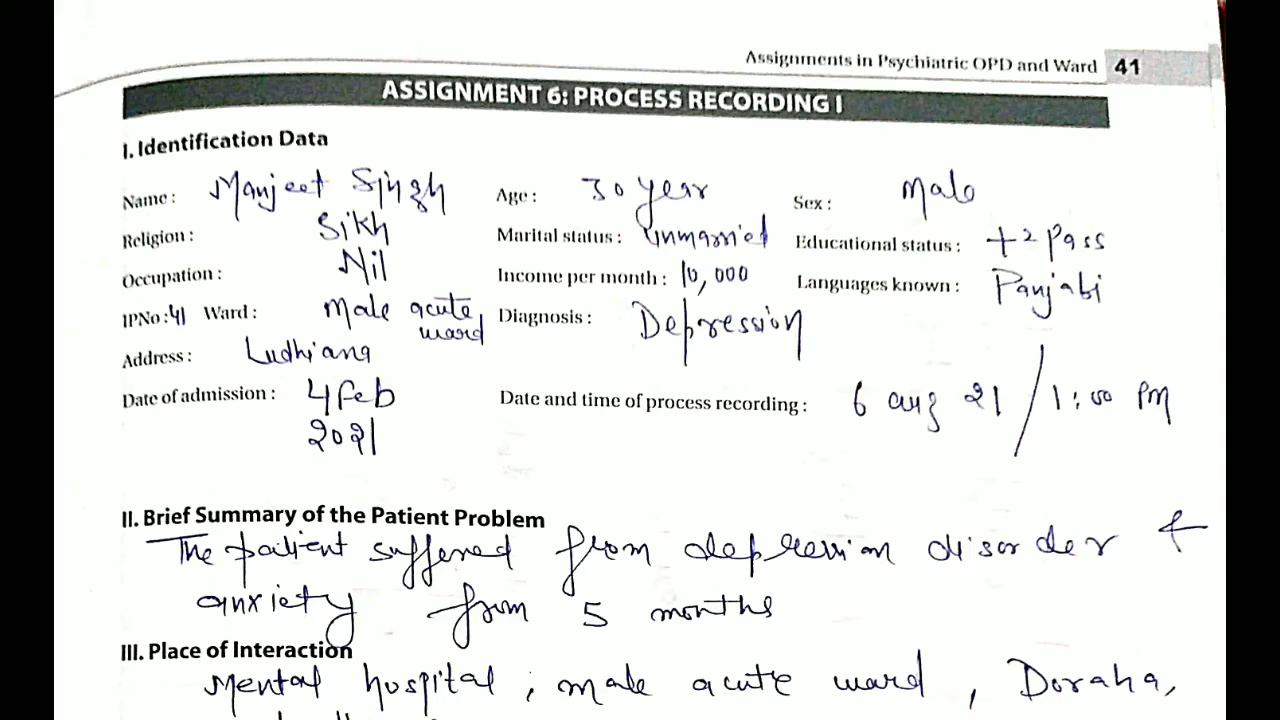 Assignments in Psychiatric OPD and Ward 41
ASSIGNMENT 6: PROCESS RECORDING I
I. Identification Data
Name: Manjeet Singh Age: 30 year Sex: Male
Religion: Sikh Marital status: Unmarried Educational status: +2 Pass
Occupation: Nil Income per month: 10,000 Languages known: Panjabi
IPNo: 41 Ward: Male acute ward Diagnosis: Depression
Address: Ludhiana
Date of admission: 4 Feb 2021 Date and time of process recording: 6 aug 21 / 1:00 PM
II. Brief Summary of the Patient Problem
The patient suffered from depression disorder &
anxiety from 5 months
III. Place of Interaction
Mental hospital, male acute ward, Doraha,